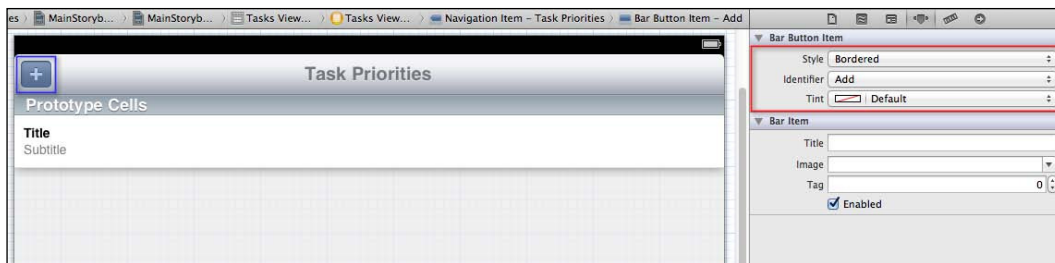 es MainStoryb... MainStoryb... Tasks View... Tasks View... Navigation Item – Task Priorities Bar Button Item – Add
+ Task Priorities
Prototype Cells
Title
Subtitle
Bar Button Item
Style Bordered
Identifier Add
Tint Default
Bar Item
Title
Image
Tag 0
Enabled